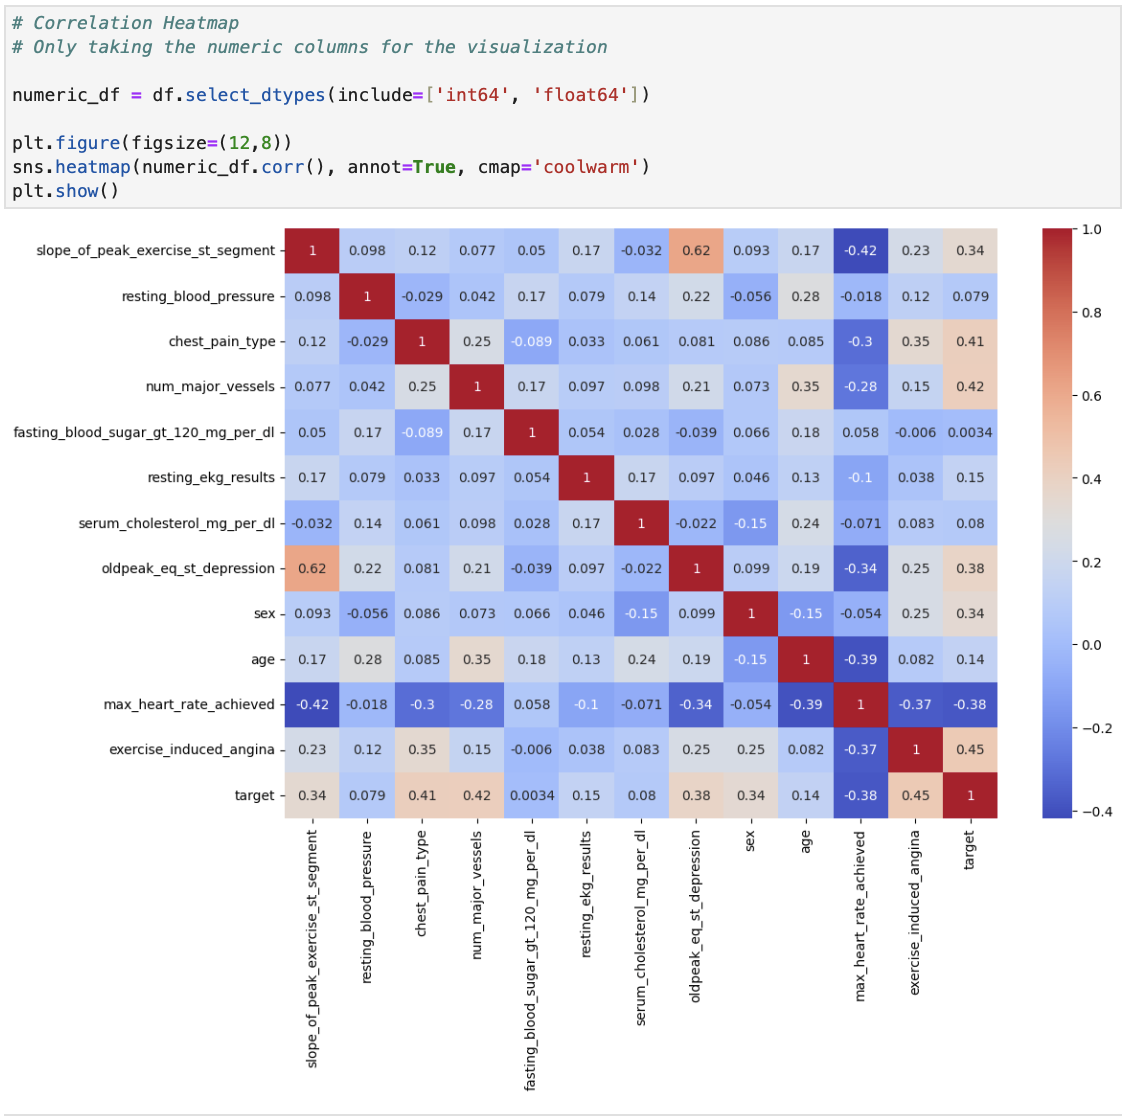 # Correlation Heatmap
# Only taking the numeric columns for the visualization
numeric_df = df.select_dtypes(include=['int64', 'float64'])
plt.figure(figsize=(12,8))
sns.heatmap(numeric_df.corr(), annot=True, cmap='coolwarm')
plt.show()
slope_of_peak_exercise_st_segment 1 0.098 0.12 0.077 0.05 0.17 -0.032 0.62 0.093 0.17 -0.42 0.23 0.34
resting_blood_pressure 0.098 1 -0.029 0.042 0.17 0.079 0.14 0.22 -0.056 0.28 -0.018 0.12 0.079
chest_pain_type 0.12 -0.029 1 0.25 -0.089 0.033 0.061 0.081 0.086 0.085 -0.3 0.35 0.41
num_major_vessels 0.077 0.042 0.25 1 0.17 0.097 0.098 0.21 0.073 0.35 -0.28 0.15 0.42
fasting_blood_sugar_gt_120_mg_per_dl 0.05 0.17 -0.089 0.17 1 0.054 0.028 -0.039 0.066 0.18 0.058 -0.006 0.0034
resting_ekg_results 0.17 0.079 0.033 0.097 0.054 1 0.17 0.097 0.046 0.13 -0.1 0.038 0.15
serum_cholesterol_mg_per_dl -0.032 0.14 0.061 0.098 0.028 0.17 1 -0.022 -0.15 0.24 -0.071 0.083 0.08
oldpeak_eq_st_depression 0.62 0.22 0.081 0.21 -0.039 0.097 -0.022 1 0.099 0.19 -0.34 0.25 0.38
sex 0.093 -0.056 0.086 0.073 0.066 0.046 -0.15 0.099 1 -0.15 -0.054 0.25 0.34
age 0.17 0.28 0.085 0.35 0.18 0.13 0.24 0.19 -0.15 1 -0.39 0.082 0.14
max_heart_rate_achieved -0.42 -0.018 -0.3 -0.28 0.058 -0.1 -0.071 -0.34 -0.054 -0.39 1 -0.37 -0.38
exercise_induced_angina 0.23 0.12 0.35 0.15 -0.006 0.038 0.083 0.25 0.25 0.082 -0.37 1 0.45
target 0.34 0.079 0.41 0.42 0.0034 0.15 0.08 0.38 0.34 0.14 -0.38 0.45 1
slope_of_peak_exercise_st_segment
resting_blood_pressure
chest_pain_type
num_major_vessels
fasting_blood_sugar_gt_120_mg_per_dl
resting_ekg_results
serum_cholesterol_mg_per_dl
oldpeak_eq_st_depression
sex
age
max_heart_rate_achieved
exercise_induced_angina
target
1.0
0.8
0.6
0.4
0.2
0.0
−0.2
−0.4